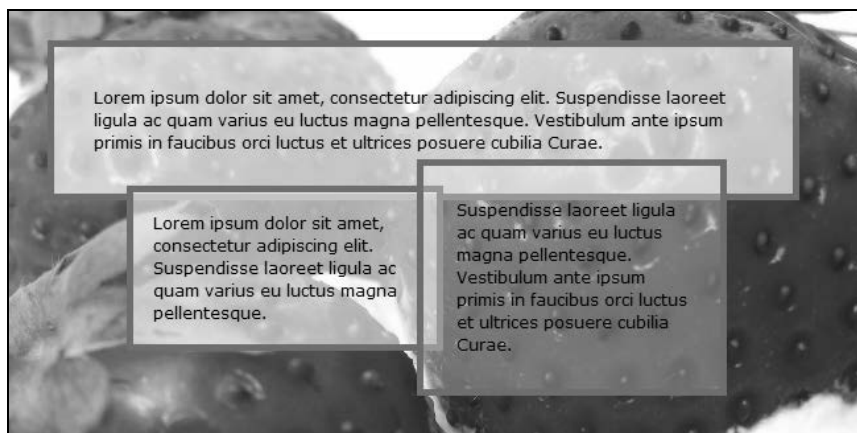 Lorem ipsum dolor sit amet, consectetur adipiscing elit. Suspendisse laoreet
ligula ac quam varius eu luctus magna pellentesque. Vestibulum ante ipsum
primis in faucibus orci luctus et ultrices posuere cubilia Curae.
Lorem ipsum dolor sit amet,
consectetur adipiscing elit.
Suspendisse laoreet ligula ac
quam varius eu luctus magna
pellentesque.
Suspendisse laoreet ligula
ac quam varius eu luctus
magna pellentesque.
Vestibulum ante ipsum
primis in faucibus orci luctus
et ultrices posuere cubilia
Curae.